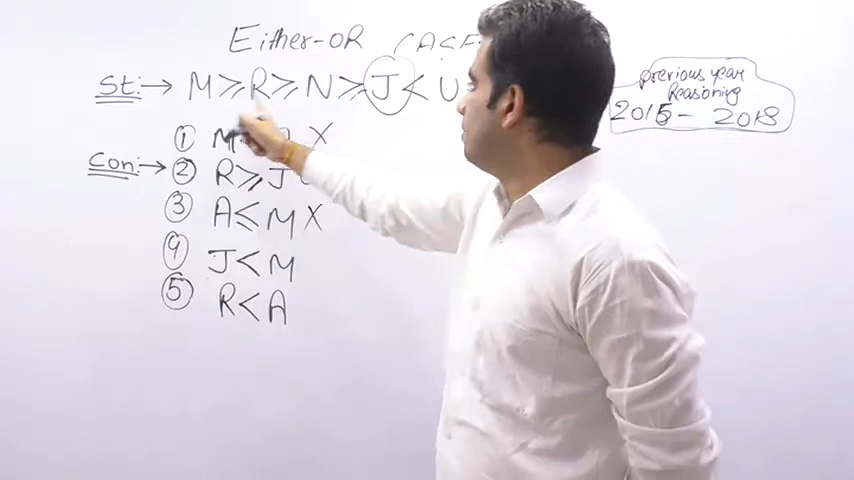 Either-OR CASE
previous year
Reasoning
2015 - 2018
St:→ M ≥ R ≥ N ≥ J < U
Con:→
① M X
② R ≥ J
③ A ≤ M X
④ J < M
⑤ R < A